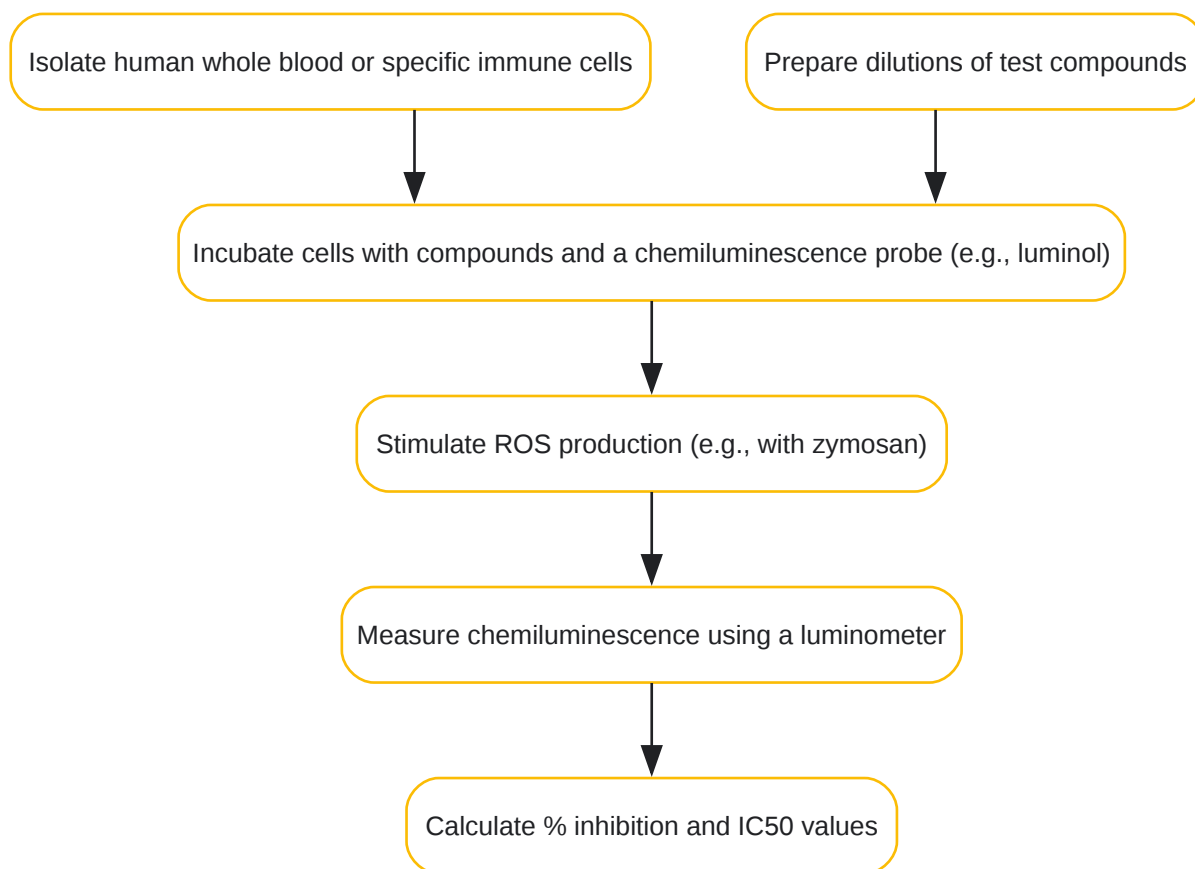 Isolate human whole blood or specific immune cells
Prepare dilutions of test compounds
Incubate cells with compounds and a chemiluminescence probe (e.g., luminol)
Stimulate ROS production (e.g., with zymosan)
Measure chemiluminescence using a luminometer
Calculate % inhibition and IC50 values